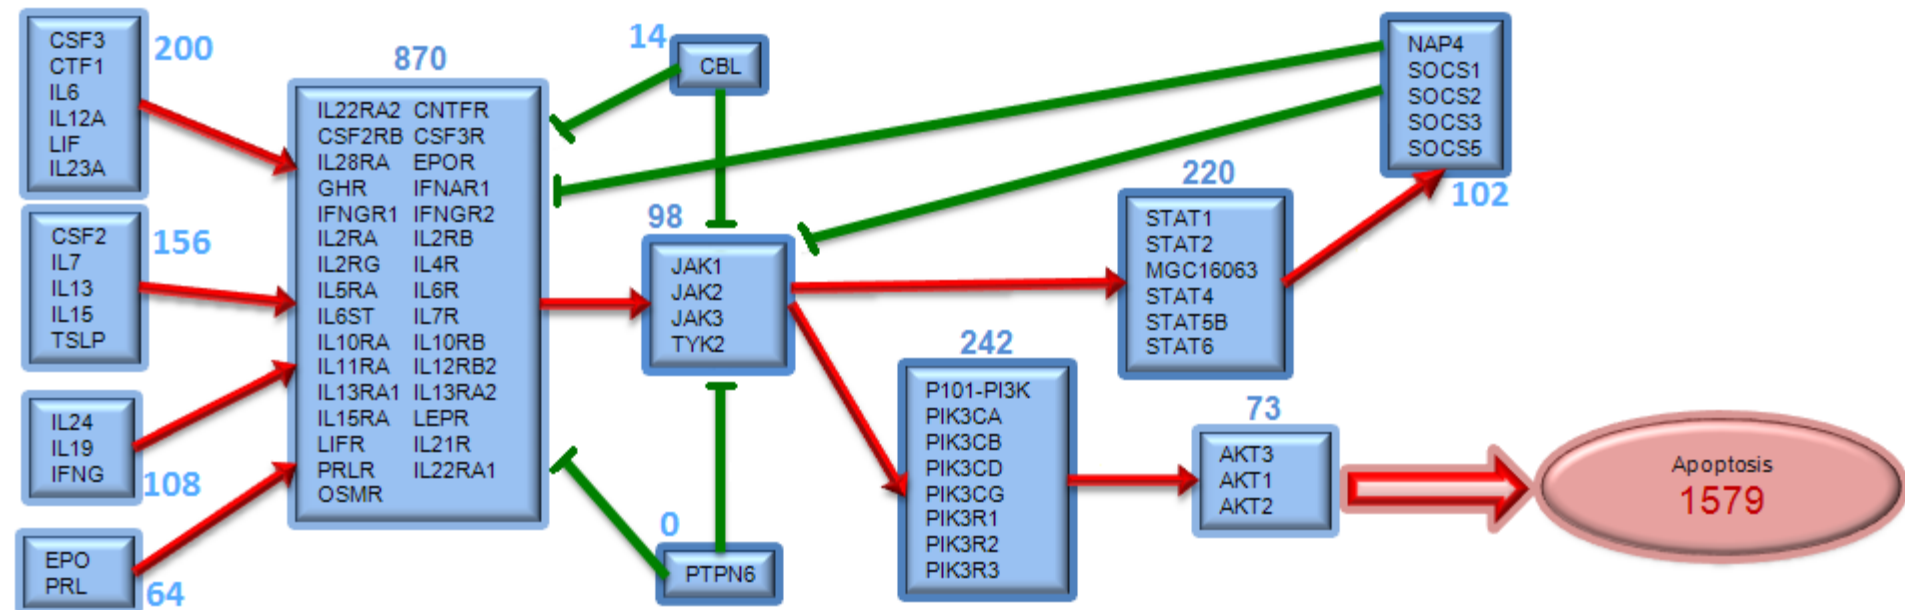 CSF3
CTF1
IL6
IL12A
LIF
IL23A
200
CSF2
IL7
IL13
IL15
TSLP
156
IL24
IL19
IFNG
108
EPO
PRL
64
870
IL22RA2 CNTFR
CSF2RB CSF3R
IL28RA EPOR
GHR IFNAR1
IFNGR1 IFNGR2
IL2RA IL2RB
IL2RG IL4R
IL5RA IL6R
IL6ST IL7R
IL10RA IL10RB
IL11RA IL12RB2
IL13RA1 IL13RA2
IL15RA LEPR
LIFR IL21R
PRLR IL22RA1
OSMR
14
CBL
98
JAK1
JAK2
JAK3
TYK2
0
PTPN6
220
STAT1
STAT2
MGC16063
STAT4
STAT5B
STAT6
NAP4
SOCS1
SOCS2
SOCS3
SOCS5
102
242
P101-PI3K
PIK3CA
PIK3CB
PIK3CD
PIK3CG
PIK3R1
PIK3R2
PIK3R3
73
AKT3
AKT1
AKT2
Apoptosis
1579